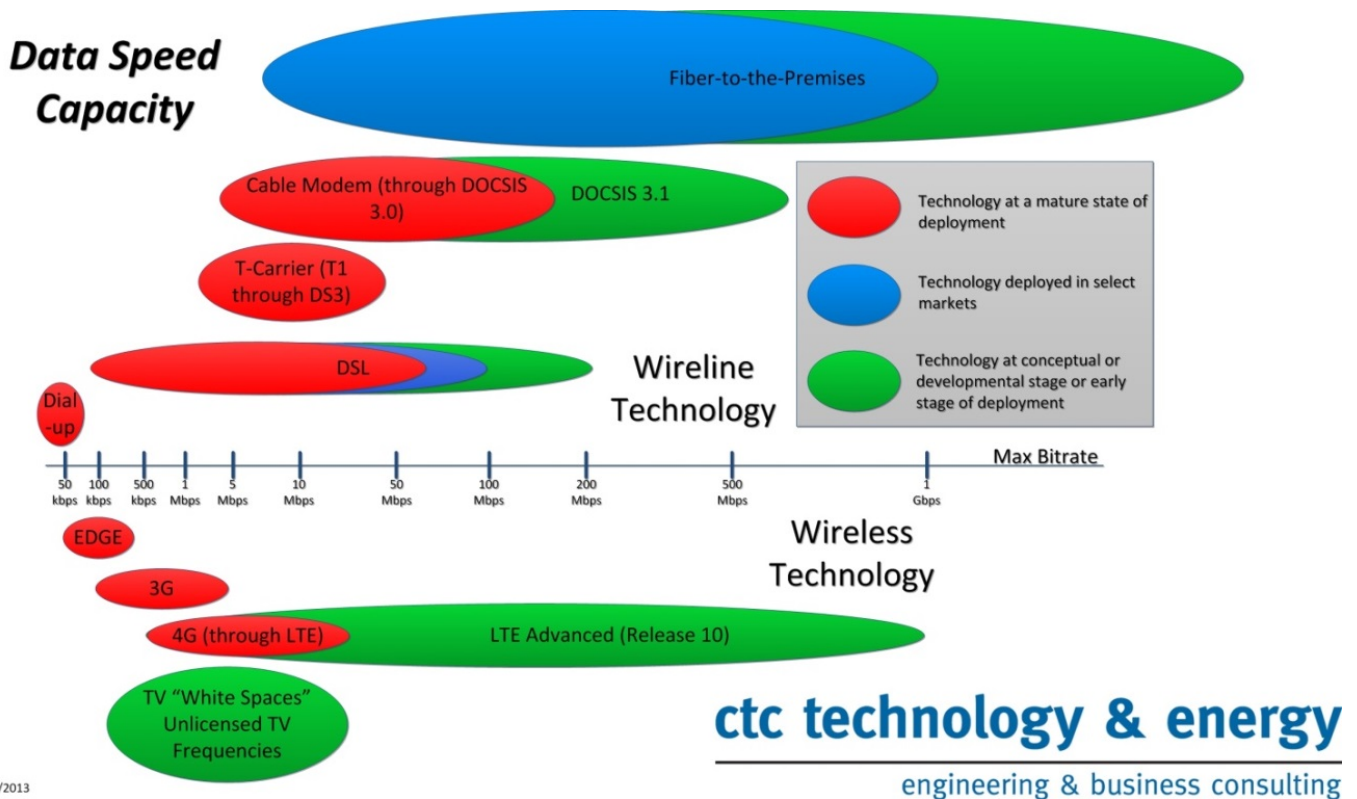 Data Speed
Capacity
Fiber-to-the-Premises
Cable Modem (through DOCSIS
3.0)
DOCSIS 3.1
T-Carrier (T1
through DS3)
DSL
Dial
-up
Wireline
Technology
Technology at a mature state of
deployment
Technology deployed in select
markets
Technology at conceptual or
developmental stage or early
stage of deployment
Max Bitrate
50
kbps
100
kbps
500
kbps
1
Mbps
5
Mbps
10
Mbps
50
Mbps
100
Mbps
200
Mbps
500
Mbps
1
Gbps
EDGE
Wireless
Technology
3G
4G (through LTE)
LTE Advanced (Release 10)
TV “White Spaces”
Unlicensed TV
Frequencies
ctc technology & energy
engineering & business consulting
/2013